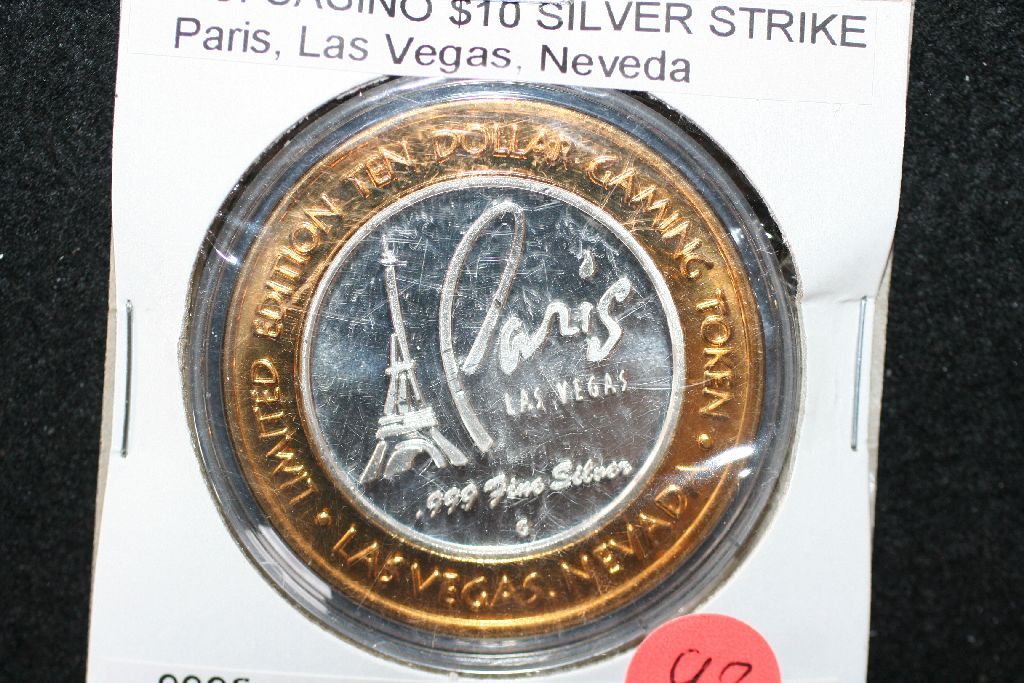 CASINO $10 SILVER STRIKE
Paris, Las Vegas, Neveda
LIMITED EDITION TEN DOLLAR GAMING TOKEN
Paris
LAS VEGAS
.999 Fine Silver
G
• LAS VEGAS, NEVADA •